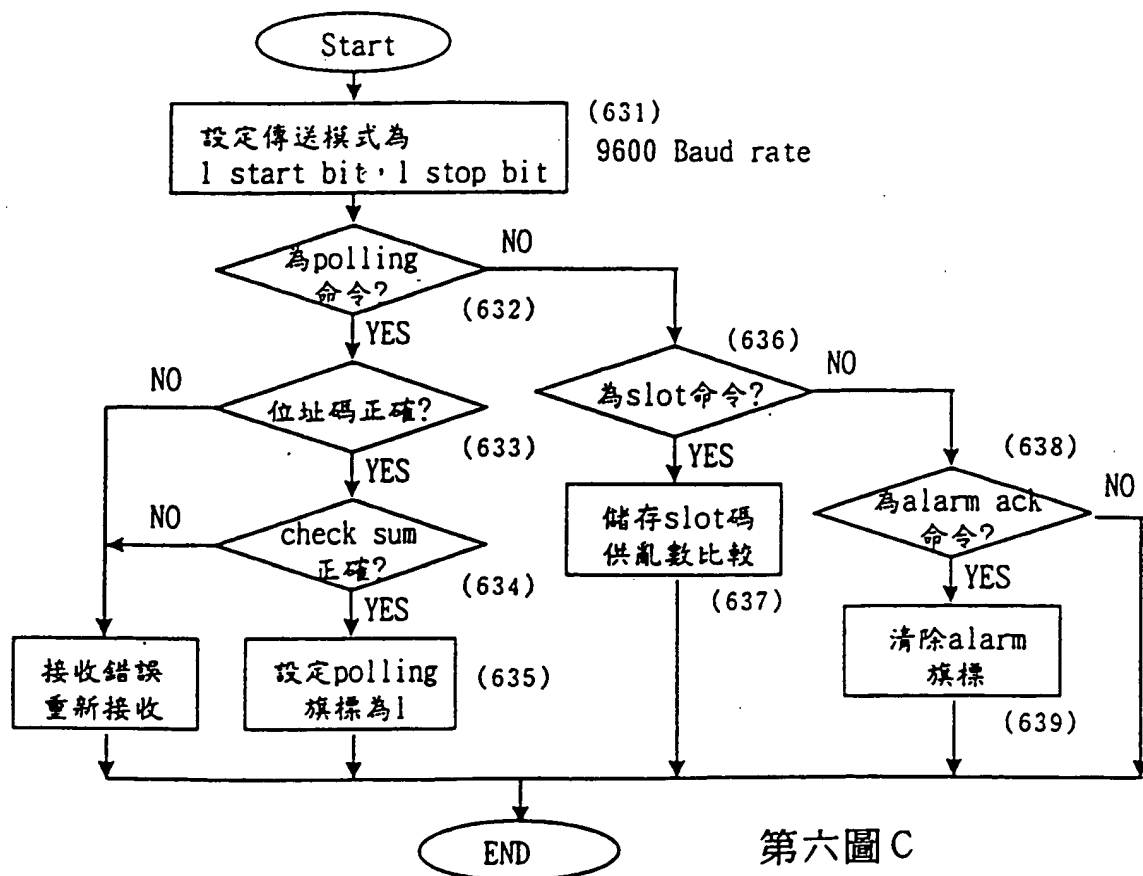 Start
(631)
設定傳送模式為
1 start bit，1 stop bit
9600 Baud rate
NO
為polling
命令?
(632)
YES
(636)
NO
NO
位址碼正確?
為slot命令?
(633)
YES
YES
(638)
NO
為alarm ack
命令?
NO
check sum
正確?
儲存slot碼
供亂數比較
(634)
YES
(637)
YES
接收錯誤
重新接收
設定polling
旗標為1
(635)
清除alarm
旗標
(639)
END
第六圖C